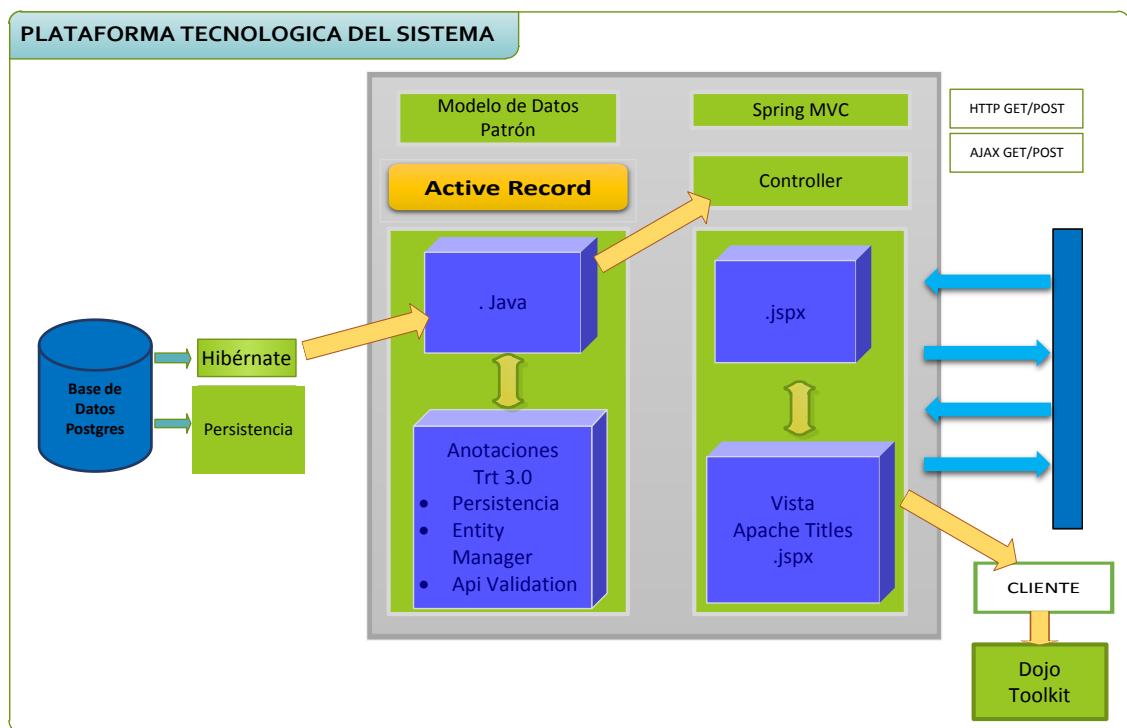 PLATAFORMA TECNOLOGICA DEL SISTEMA
Modelo de Datos
Patrón
Spring MVC
HTTP GET/POST
AJAX GET/POST
Active Record
Controller
. Java
.jspx
Hibérnate
Base de
Datos
Postgres
Persistencia
Anotaciones
Trt 3.0
• Persistencia
• Entity
Manager
• Api Validation
Vista
Apache Titles
.jspx
CLIENTE
Dojo
Toolkit